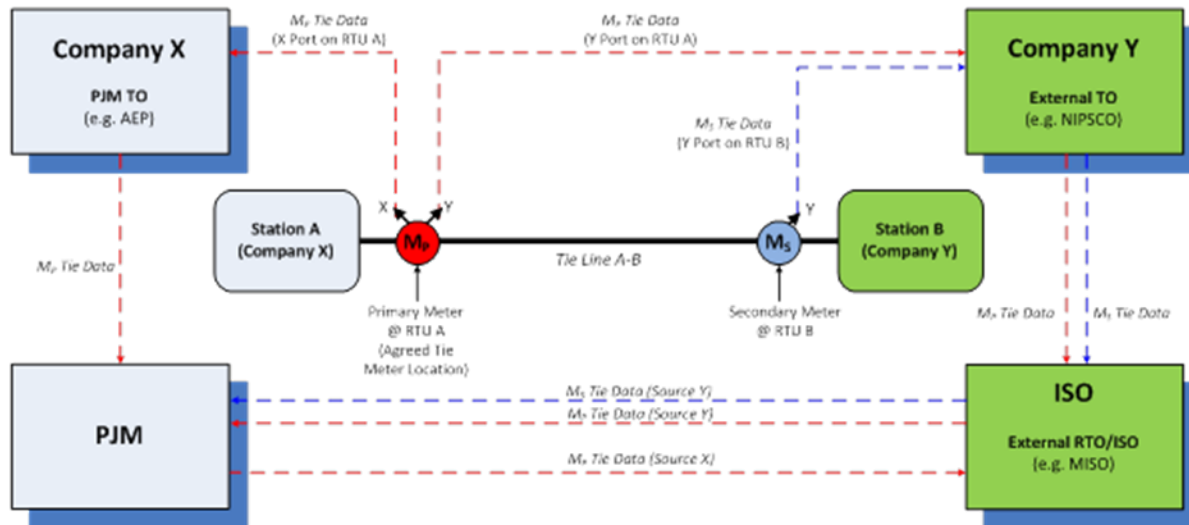 Mₚ Tie Data
(X Port on RTU A)
Mₚ Tie Data
(Y Port on RTU A)
Company X
PJM TO
(e.g. AEP)
Company Y
External TO
(e.g. NIPSCO)
Mₛ Tie Data
(Y Port on RTU B)
X
Y
Y
Station A
(Company X)
Mₚ
Tie Line A-B
Mₛ
Station B
(Company Y)
Mₚ Tie Data
Primary Meter
@ RTU A
(Agreed Tie
Meter Location)
Secondary Meter
@ RTU B
Mₚ Tie Data
Mₛ Tie Data
PJM
Mₛ Tie Data (Source Y)
Mₚ Tie Data (Source Y)
Mₚ Tie Data (Source X)
ISO
External RTO/ISO
(e.g. MISO)